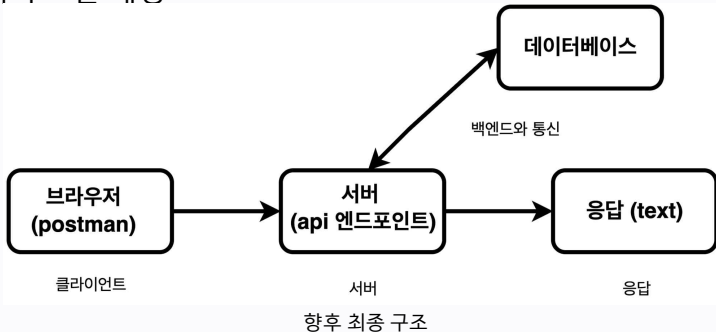 데이터베이스
백엔드와 통신
브라우저
(postman)
서버
(api 엔드포인트)
응답 (text)
클라이언트
서버
응답
향후 최종 구조